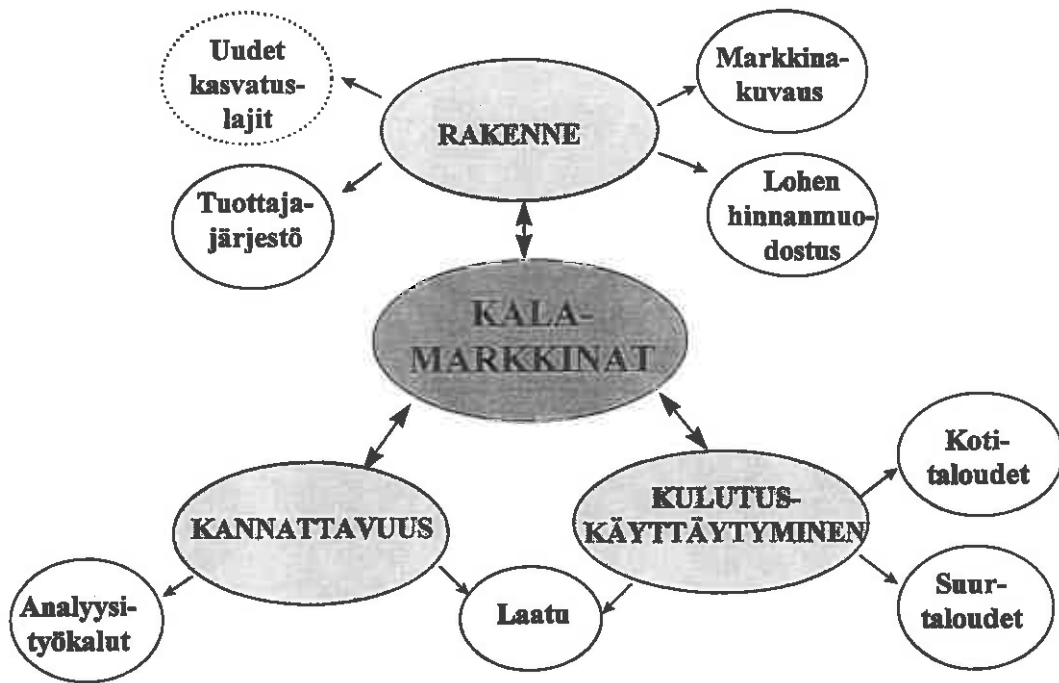 Uudet
kasvatus-
lajit
Markkina-
kuvaus
RAKENNE
Tuottaja-
järjestö
Lohen
hinnanmuo-
dostus
KALA-
MARKKINAT
Koti-
taloudet
KANNATTAVUUS
KULUTUS-
KÄYTTÄYTYMINEN
Analyysi-
työkalut
Laatu
Suur-
taloudet